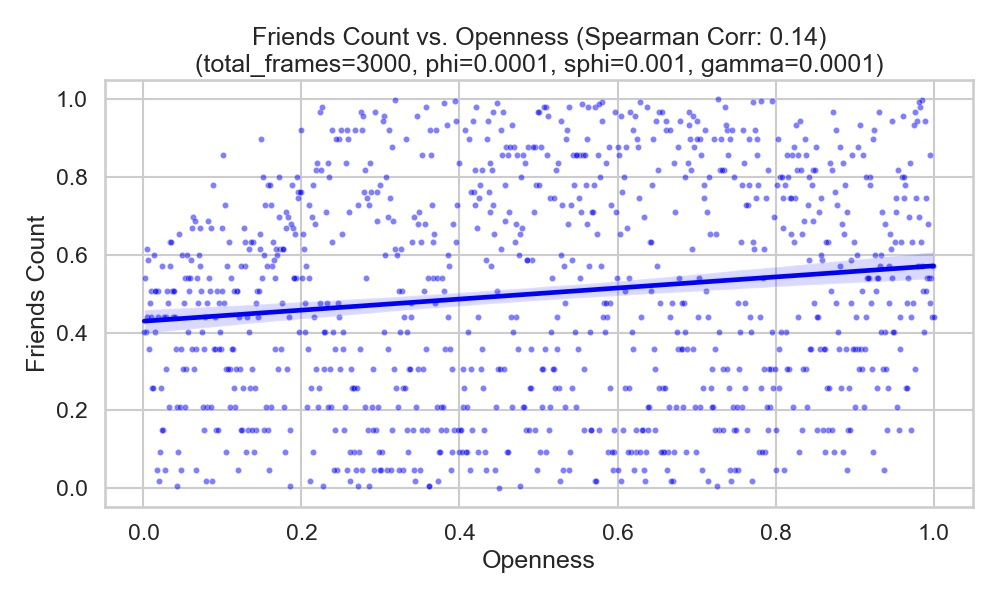 Friends Count vs. Openness (Spearman Corr: 0.14)
(total_frames=3000, phi=0.0001, sphi=0.001, gamma=0.0001)
1.0
0.8
0.6
0.4
0.2
0.0
Friends Count
0.0 0.2 0.4 0.6 0.8 1.0
Openness